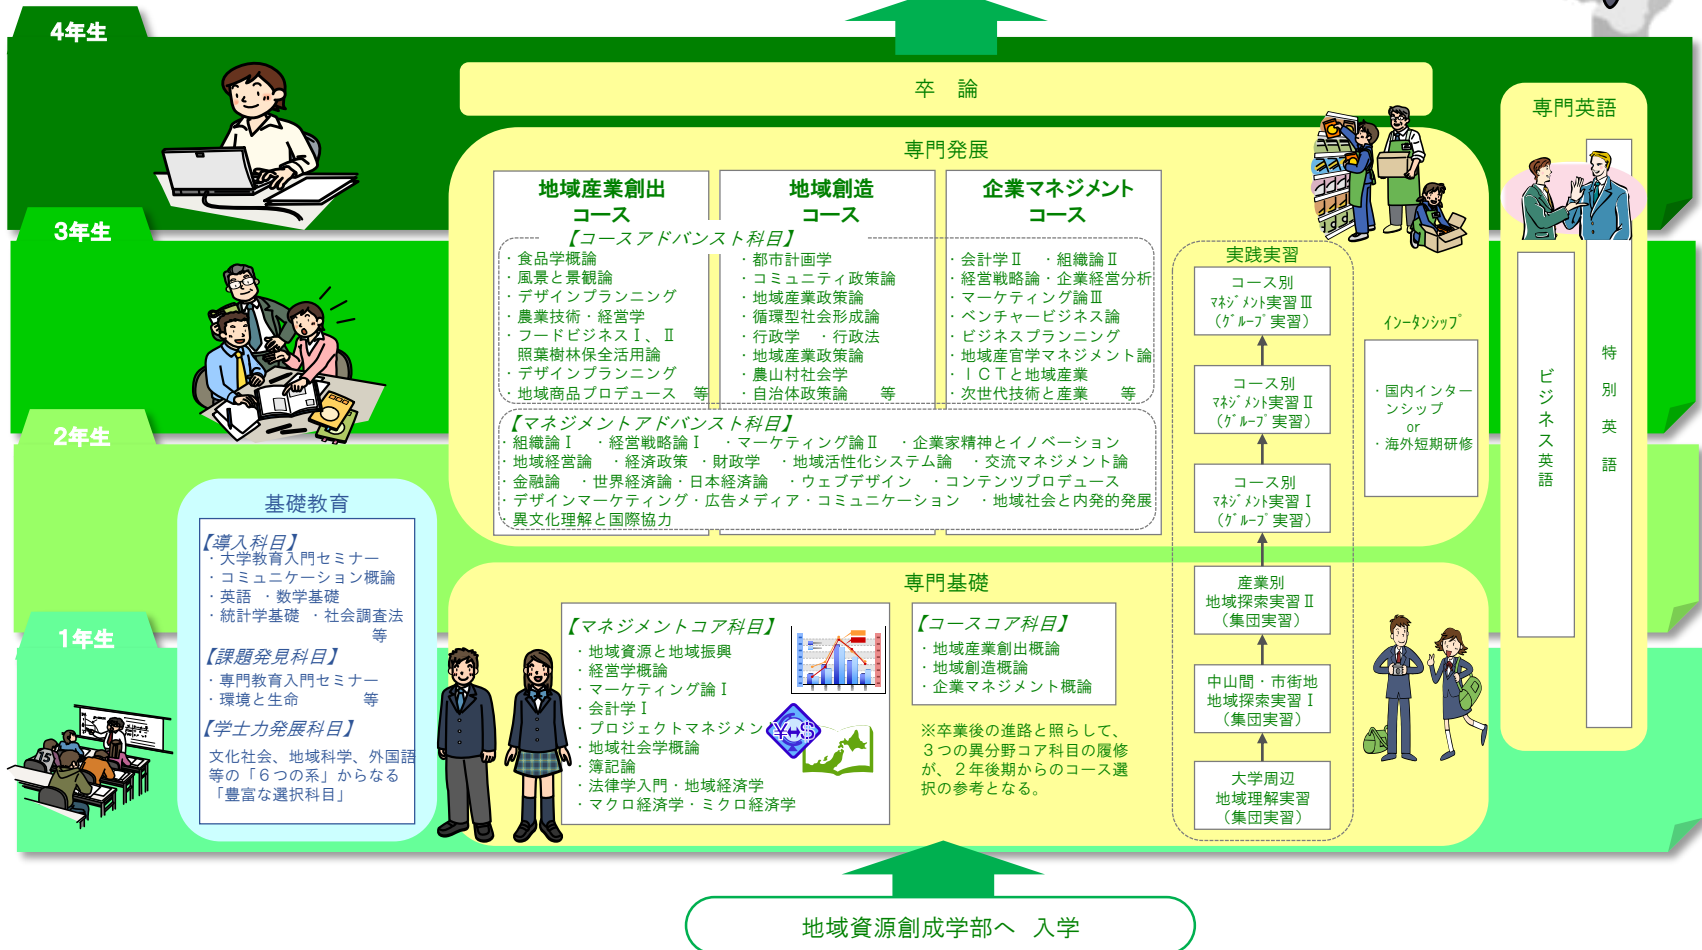 4年生
卒　論
専門英語
専門発展
地域産業創出
コース
地域創造
コース
企業マネジメント
コース
3年生
【コースアドバンスト科目】
・食品学概論
・風景と景観論
・デザインプランニング
・農業技術・経営学
・フードビジネスⅠ、Ⅱ
照葉樹林保全活用論
・デザインプランニング
・地域商品プロデュース　等
・都市計画学
・コミュニティ政策論
・地域産業政策論
・循環型社会形成論
・行政学　・行政法
・地域産業政策論
・農山村社会学
・自治体政策論　　等
・会計学Ⅱ　・組織論Ⅱ
・経営戦略論・企業経営分析
・マーケティング論Ⅲ
・ベンチャービジネス論
・ビジネスプランニング
・地域産官学マネジメント論
・ＩＣＴと地域産業
・次世代技術と産業　　等
【マネジメントアドバンスト科目】
・組織論Ⅰ　・経営戦略論Ⅰ　・マーケティング論Ⅱ　・企業家精神とイノベーション
・地域経営論　・経済政策　・財政学　・地域活性化システム論　・交流マネジメント論
・金融論　・世界経済論・日本経済論　・ウェブデザイン　・コンテンツプロデュース
・デザインマーケティング・広告メディア・コミュニケーション　・地域社会と内発的発展
・異文化理解と国際協力
実践実習
コース別
ﾏﾈｼﾞﾒﾝﾄ実習Ⅲ
（ｸﾞﾙｰﾌﾟ実習）
コース別
ﾏﾈｼﾞﾒﾝﾄ実習Ⅱ
（ｸﾞﾙｰﾌﾟ実習）
コース別
ﾏﾈｼﾞﾒﾝﾄ実習Ⅰ
（ｸﾞﾙｰﾌﾟ実習）
産業別
地域探索実習Ⅱ
（集団実習）
中山間・市街地
地域探索実習Ⅰ
（集団実習）
大学周辺
地域理解実習
（集団実習）
ｲﾝｰﾀﾝｼｯﾌﾟ
・国内インター
ンシップ
or
・海外短期研修
ビジネス英語
特別英語
2年生
基礎教育
【導入科目】
・大学教育入門セミナー
・コミュニケーション概論
・英語　・数学基礎
・統計学基礎　・社会調査法
等
【課題発見科目】
・専門教育入門セミナー
・環境と生命　　　　等
【学士力発展科目】
文化社会、地域科学、外国語
等の「６つの系」からなる
「豊富な選択科目」
1年生
専門基礎
【マネジメントコア科目】
・地域資源と地域振興
・経営学概論
・マーケティング論Ⅰ
・会計学Ⅰ
・プロジェクトマネジメン
・地域社会学概論
・簿記論
・法律学入門・地域経済学
・マクロ経済学・ミクロ経済学
¥ $
【コースコア科目】
・地域産業創出概論
・地域創造概論
・企業マネジメント概論
※卒業後の進路と照らして、
３つの異分野コア科目の履修
が、２年後期からのコース選
択の参考となる。
地域資源創成学部へ　入学